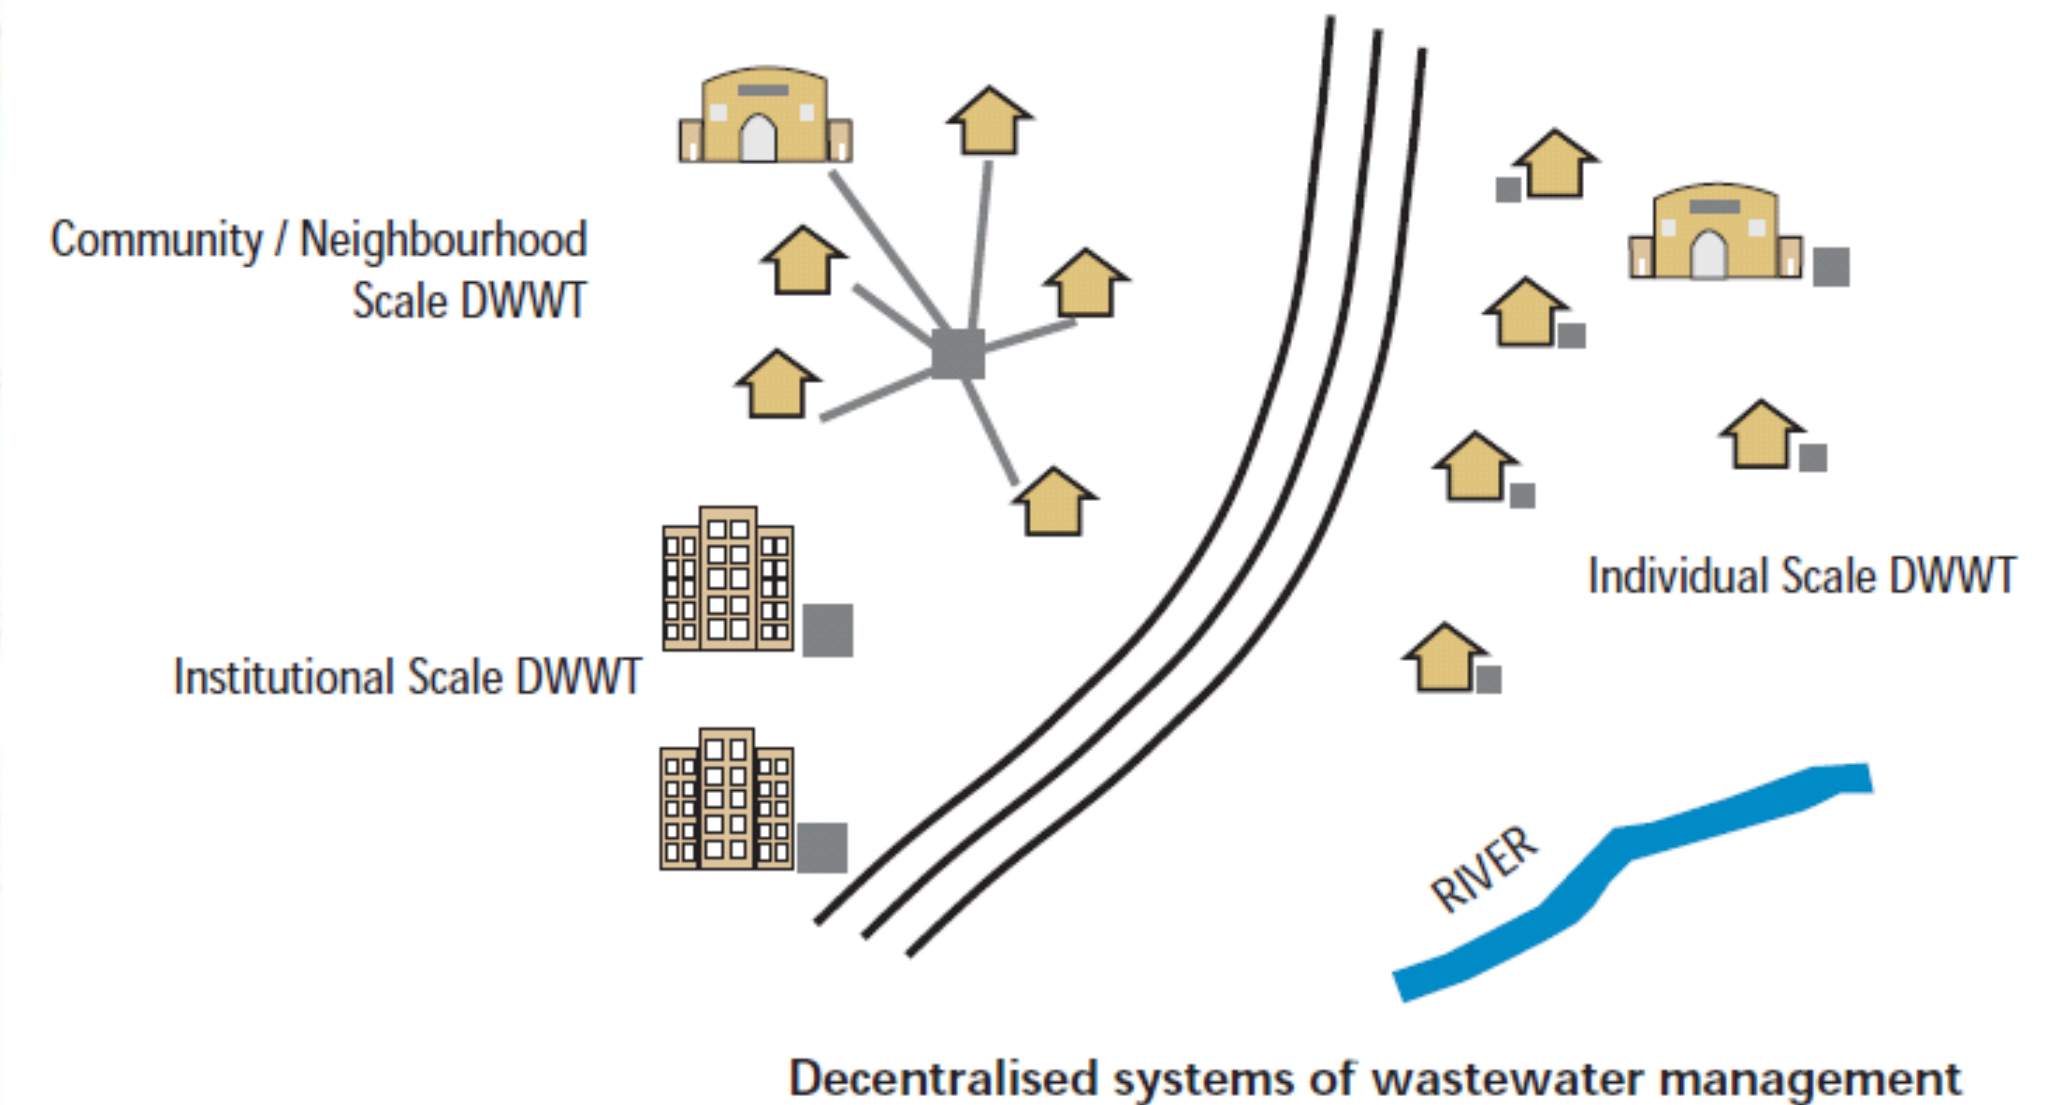 Community / Neighbourhood
Scale DWWT
Individual Scale DWWT
Institutional Scale DWWT
RIVER
Decentralised systems of wastewater management